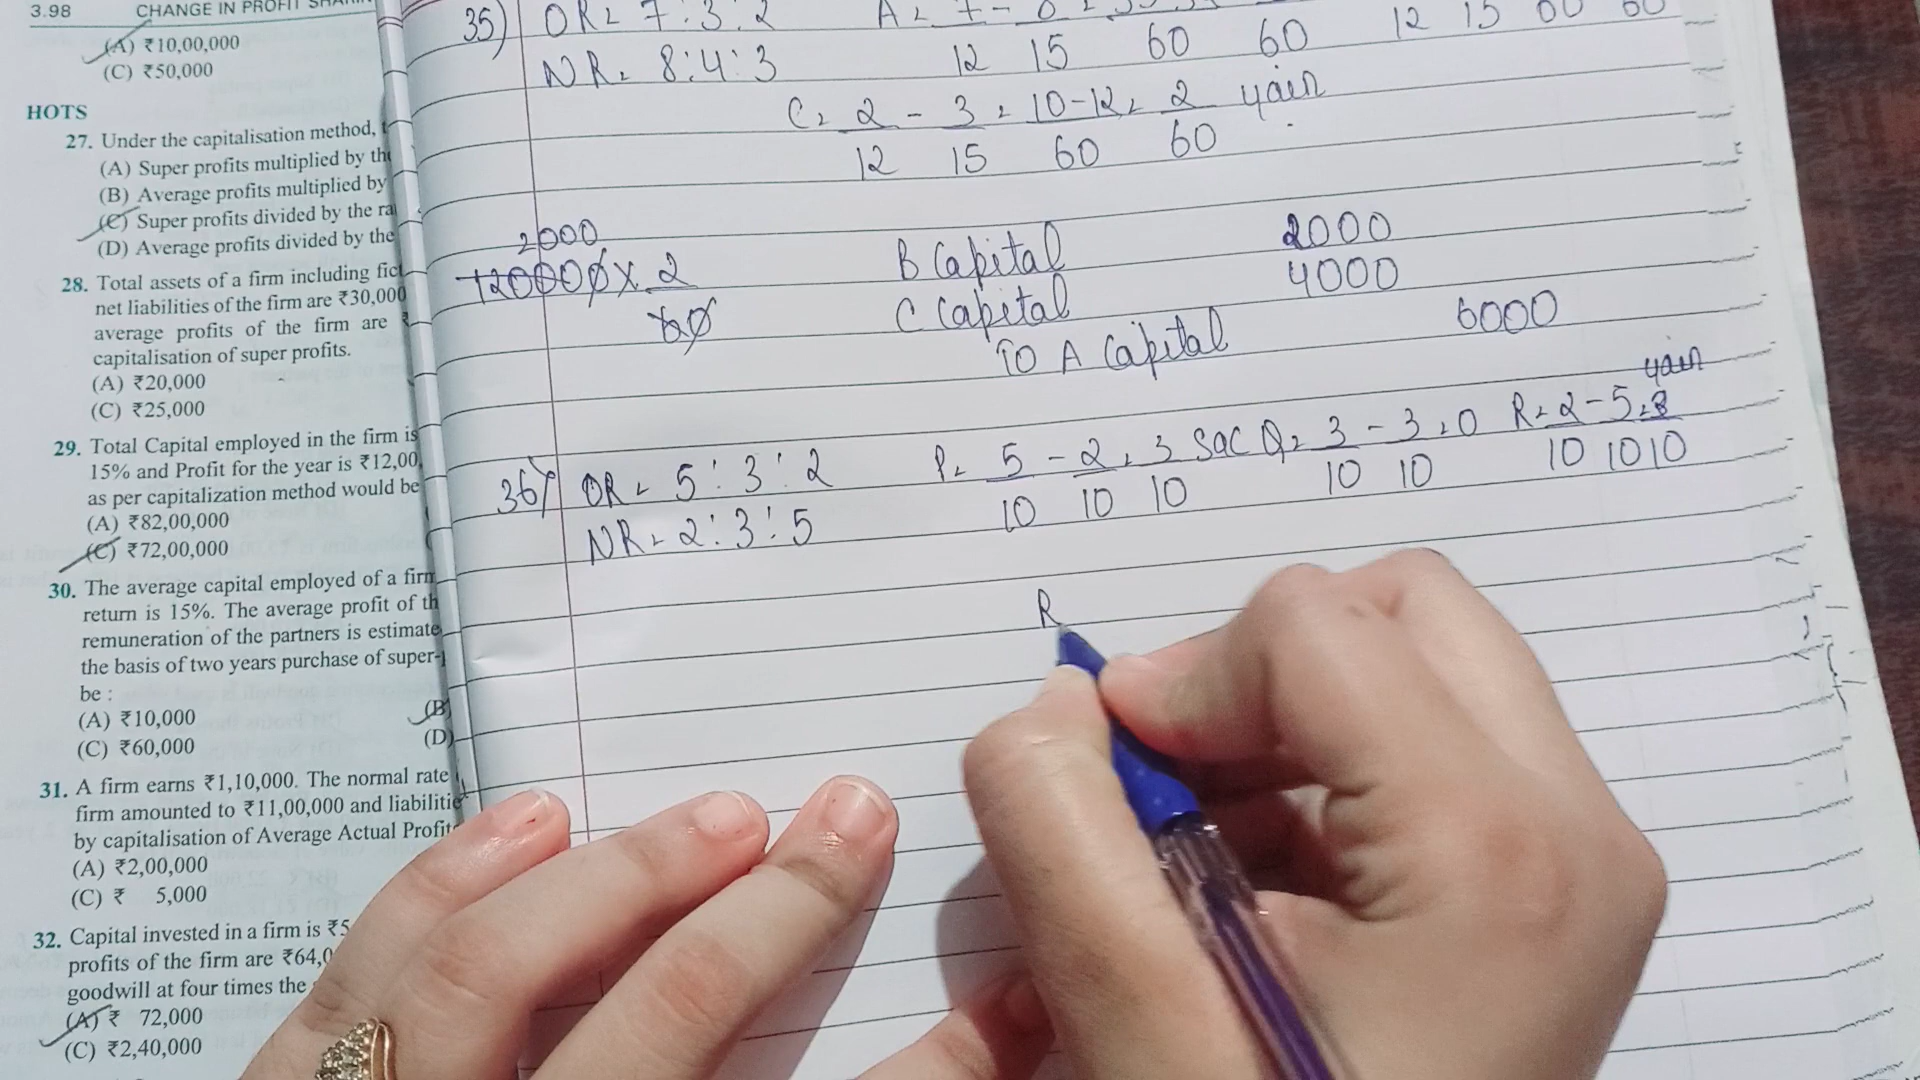 3.98 CHANGE IN PROFIT
(A) ₹10,00,000
(C) ₹50,000
HOTS
27. Under the capitalisation method,
(A) Super profits multiplied by the
(B) Average profits multiplied by
(C) Super profits divided by the ra
(D) Average profits divided by the
28. Total assets of a firm including fict
net liabilities of the firm are ₹30,000
average profits of the firm are ₹
capitalisation of super profits.
(A) ₹20,000
(C) ₹25,000
29. Total Capital employed in the firm is
15% and Profit for the year is ₹12,00
as per capitalization method would be
(A) ₹82,00,000
(C) ₹72,00,000
30. The average capital employed of a firm
return is 15%. The average profit of th
remuneration of the partners is estimate
the basis of two years purchase of super-
be :
(A) ₹10,000 (B)
(C) ₹60,000 (D)
31. A firm earns ₹1,10,000. The normal rate
firm amounted to ₹11,00,000 and liabilitie
by capitalisation of Average Actual Profit
(A) ₹2,00,000
(C) ₹ 5,000
32. Capital invested in a firm is ₹5
profits of the firm are ₹64,0
goodwill at four times the
(A) ₹ 72,000
(C) ₹2,40,000
35) OR = 7 : 3 : 2
NR = 8 : 4 : 3
12 15 60 60 12 15 60 60
C = 2 - 3 = 10 - 12 = 2 gain
12 15 60 60
2000
120000 x 2
60
B Capital 2000
C Capital 4000
To A Capital 6000
36) OR = 5 : 3 : 2 P = 5 - 2 = 3 Sac Q = 3 - 3 = 0 R = 2 - 5 = 3 gain
10 10 10 10 10 10 10 10
NR = 2 : 3 : 5
R